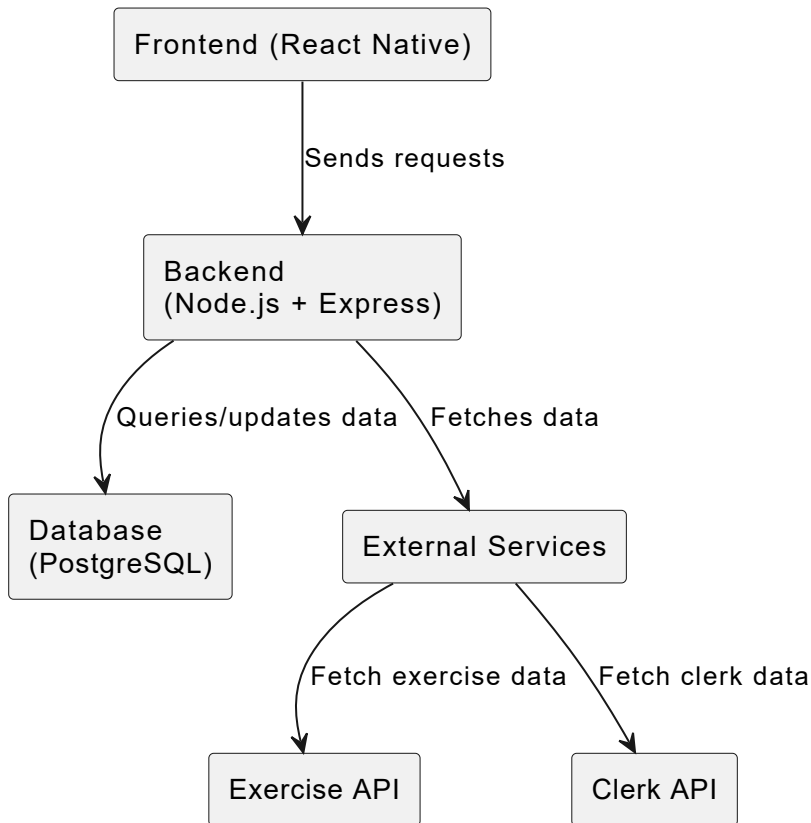 Frontend (React Native)
Sends requests
Backend
(Node.js + Express)
Queries/updates data
Fetches data
Database
(PostgreSQL)
External Services
Fetch exercise data
Fetch clerk data
Exercise API
Clerk API